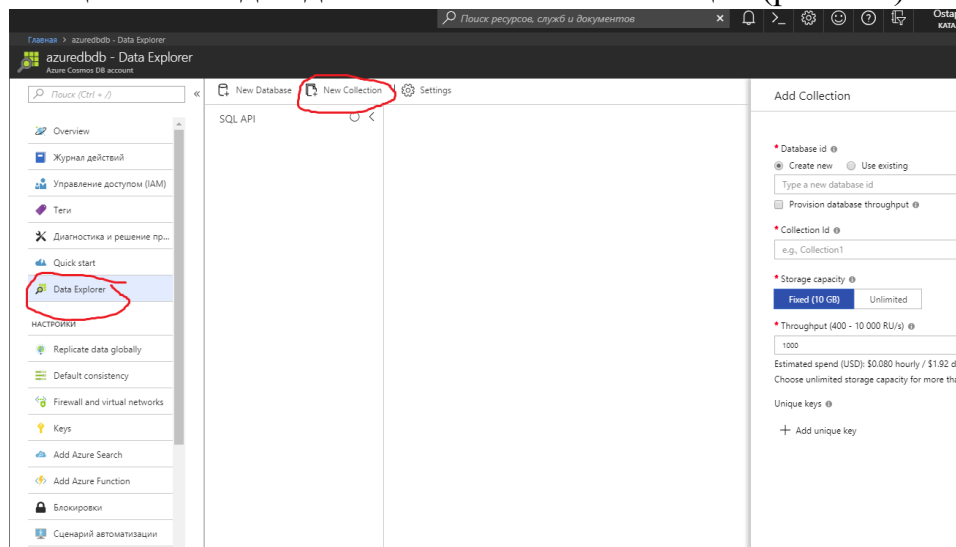 Поиск ресурсов, служб и документов
Главная > azuredbdb - Data Explorer
azuredbdb - Data Explorer
Azure Cosmos DB account
Поиск (Ctrl + /)
Overview
Журнал действий
Управление доступом (IAM)
Теги
Диагностика и решение пр...
Quick start
Data Explorer
НАСТРОЙКИ
Replicate data globally
Default consistency
Firewall and virtual networks
Keys
Add Azure Search
Add Azure Function
Блокировки
Сценарий автоматизации
New Database New Collection Settings
SQL API
Add Collection
* Database id
Create new Use existing
Type a new database id
Provision database throughput
* Collection Id
e.g., Collection1
* Storage capacity
Fixed (10 GB) Unlimited
* Throughput (400 - 10 000 RU/s)
1000
Estimated spend (USD): $0.080 hourly / $1.92 d
Choose unlimited storage capacity for more tha
Unique keys
+ Add unique key